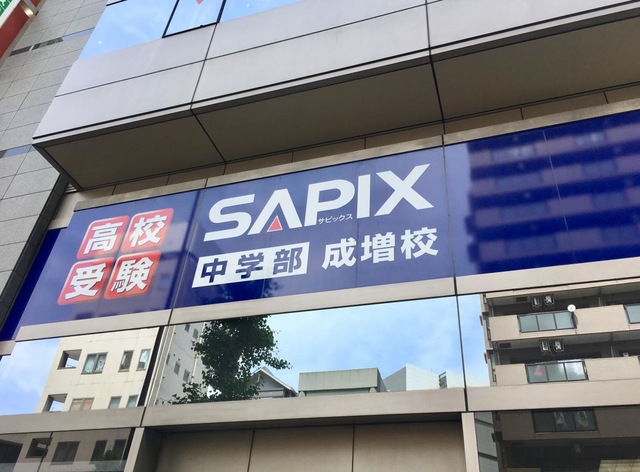 高校
受験
SAPIX
サピックス
中学部 成増校